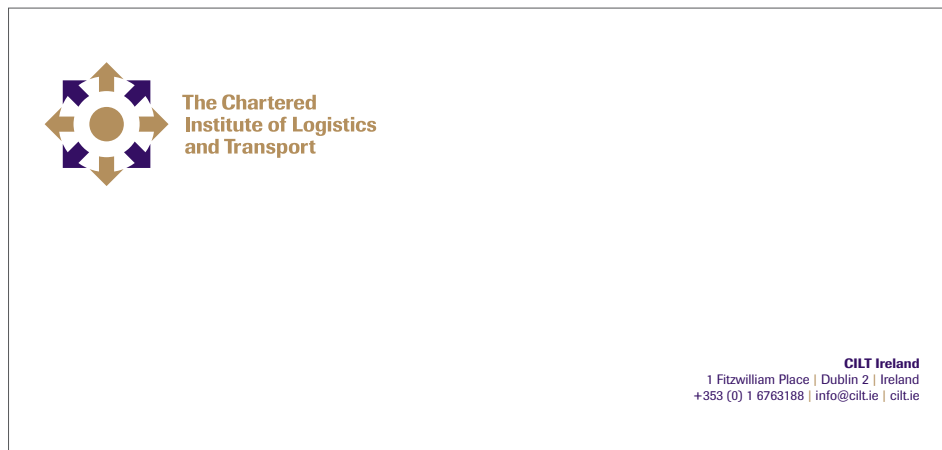 The Chartered
Institute of Logistics
and Transport
CILT Ireland
1 Fitzwilliam Place | Dublin 2 | Ireland
+353 (0) 1 6763188 | info@cilt.ie | cilt.ie